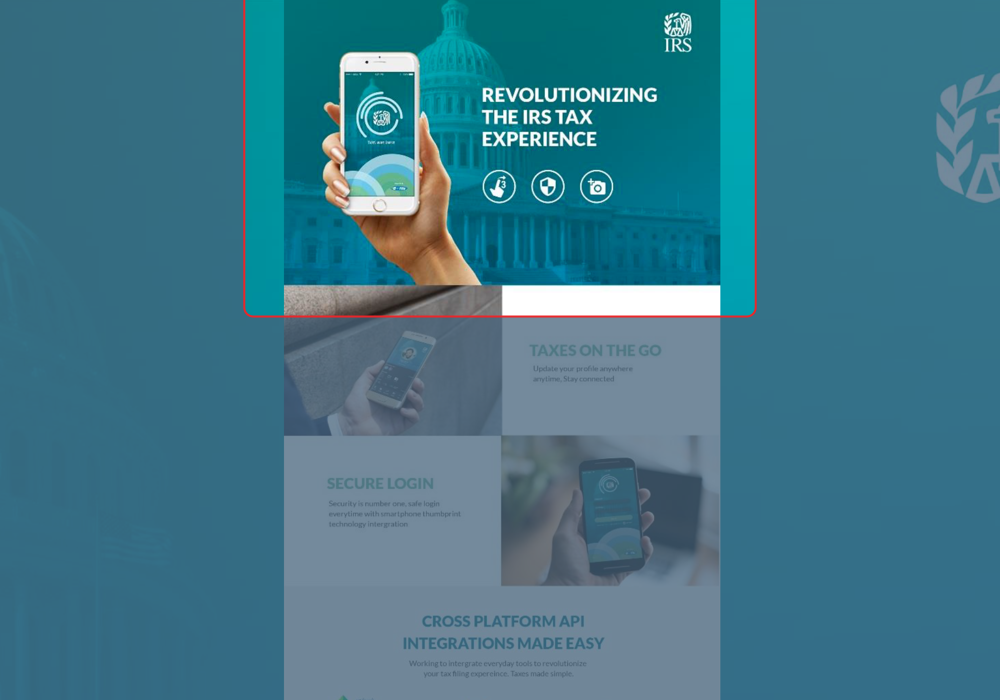 IRS
REVOLUTIONIZING
THE IRS TAX
EXPERIENCE
3
TAXES ON THE GO
Update your profile anywhere
anytime, Stay connected
SECURE LOGIN
Security is number one, safe login
everytime with smartphone thumbprint
technology intergration
CROSS PLATFORM API
INTEGRATIONS MADE EASY
Working to intergrate everyday tools to revolutionize
your tax filing expereince. Taxes made simple.